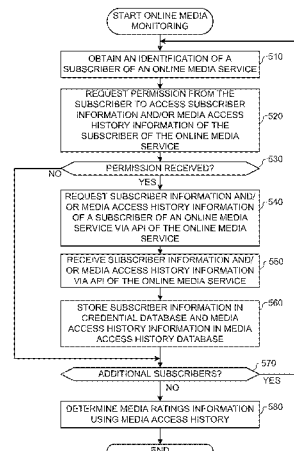 START ONLINE MEDIA
MONITORING
OBTAIN AN IDENTIFICATION OF A
SUBSCRIBER OF AN ONLINE MEDIA SERVICE
510
REQUEST PERMISSION FROM
THE SUBSCRIBER TO ACCESS SUBSCRIBER
INFORMATION AND/OR MEDIA ACCESS
HISTORY INFORMATION OF THE
SUBSCRIBER OF THE ONLINE MEDIA
SERVICE
520
PERMISSION RECEIVED?
530
NO
YES
REQUEST SUBSCRIBER INFORMATION AND/
OR MEDIA ACCESS HISTORY INFORMATION
OF A SUBSCRIBER OF AN ONLINE MEDIA
SERVICE VIA API OF THE ONLINE MEDIA
SERVICE
540
RECEIVE SUBSCRIBER INFORMATION AND/
OR MEDIA ACCESS HISTORY INFORMATION
VIA API OF THE ONLINE MEDIA SERVICE
550
STORE SUBSCRIBER INFORMATION IN
CREDENTIAL DATABASE AND MEDIA
ACCESS HISTORY INFORMATION IN MEDIA
ACCESS HISTORY DATABASE
560
ADDITIONAL SUBSCRIBERS?
570
YES
NO
DETERMINE MEDIA RATINGS INFORMATION
USING MEDIA ACCESS HISTORY
580
END